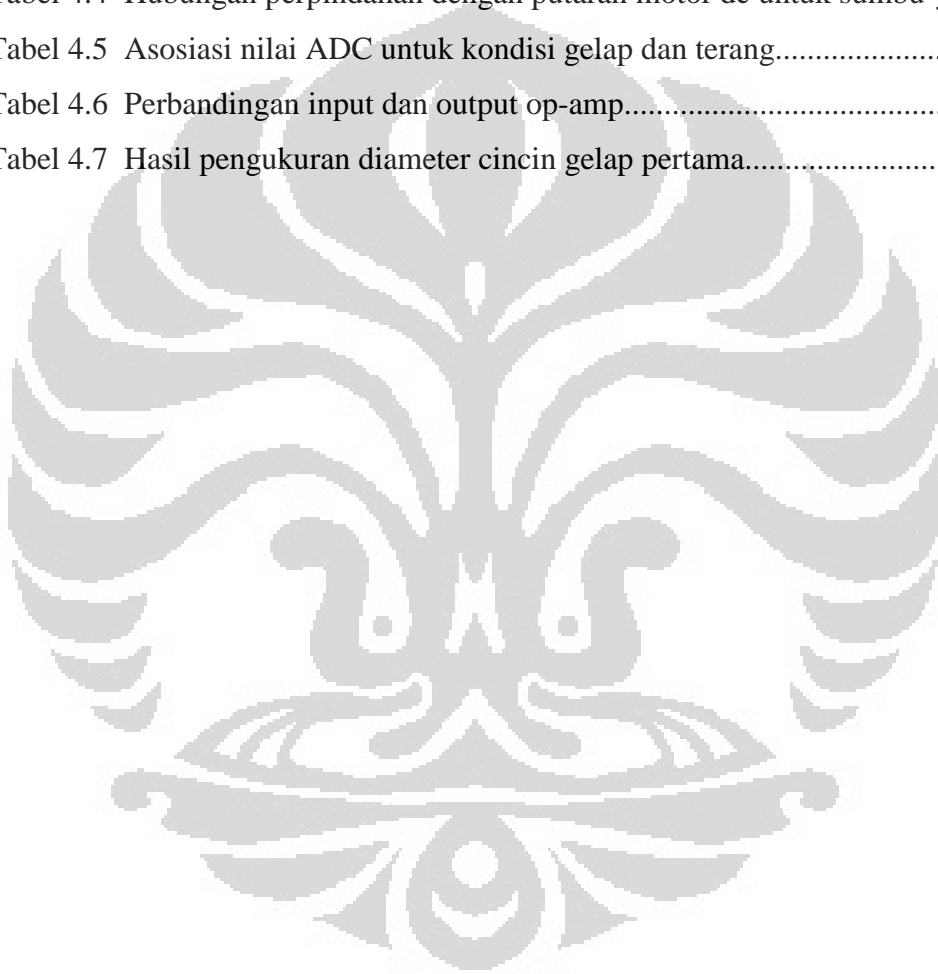 Tabel 4.4 Hubungan perpindahan dengan putaran motor dc untuk sumbu
Tabel 4.5 Asosiasi nilai ADC untuk kondisi gelap dan terang....................
Tabel 4.6 Perbandingan input dan output op-amp.......................................
Tabel 4.7 Hasil pengukuran diameter cincin gelap pertama.......................